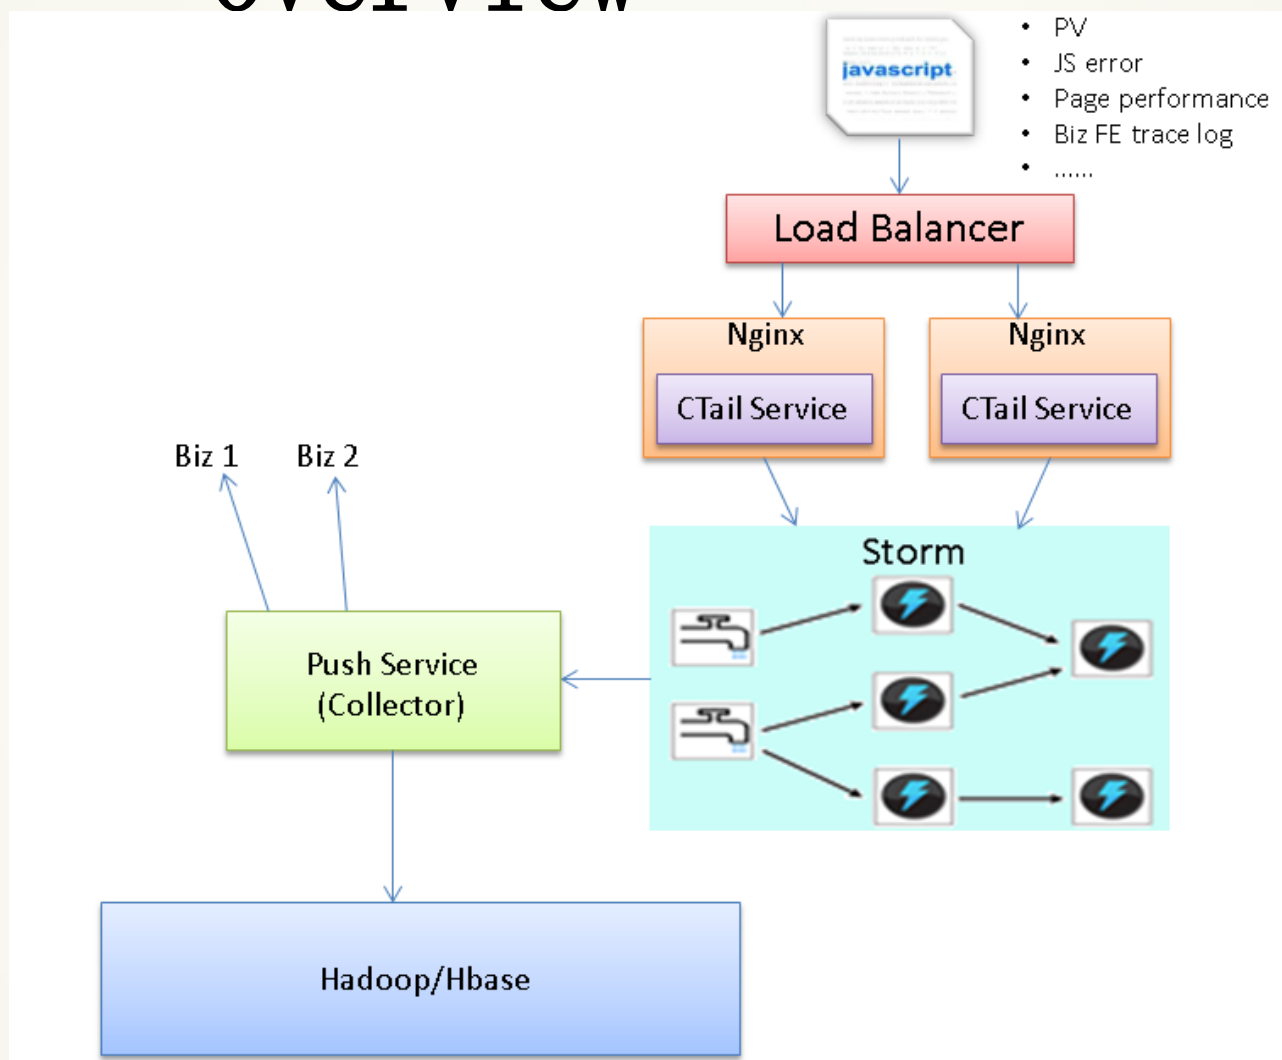 overview
javascript
• PV
• JS error
• Page performance
• Biz FE trace log
• ......
Load Balancer
Nginx
CTail Service
Nginx
CTail Service
Biz 1
Biz 2
Storm
Push Service
(Collector)
Hadoop/Hbase